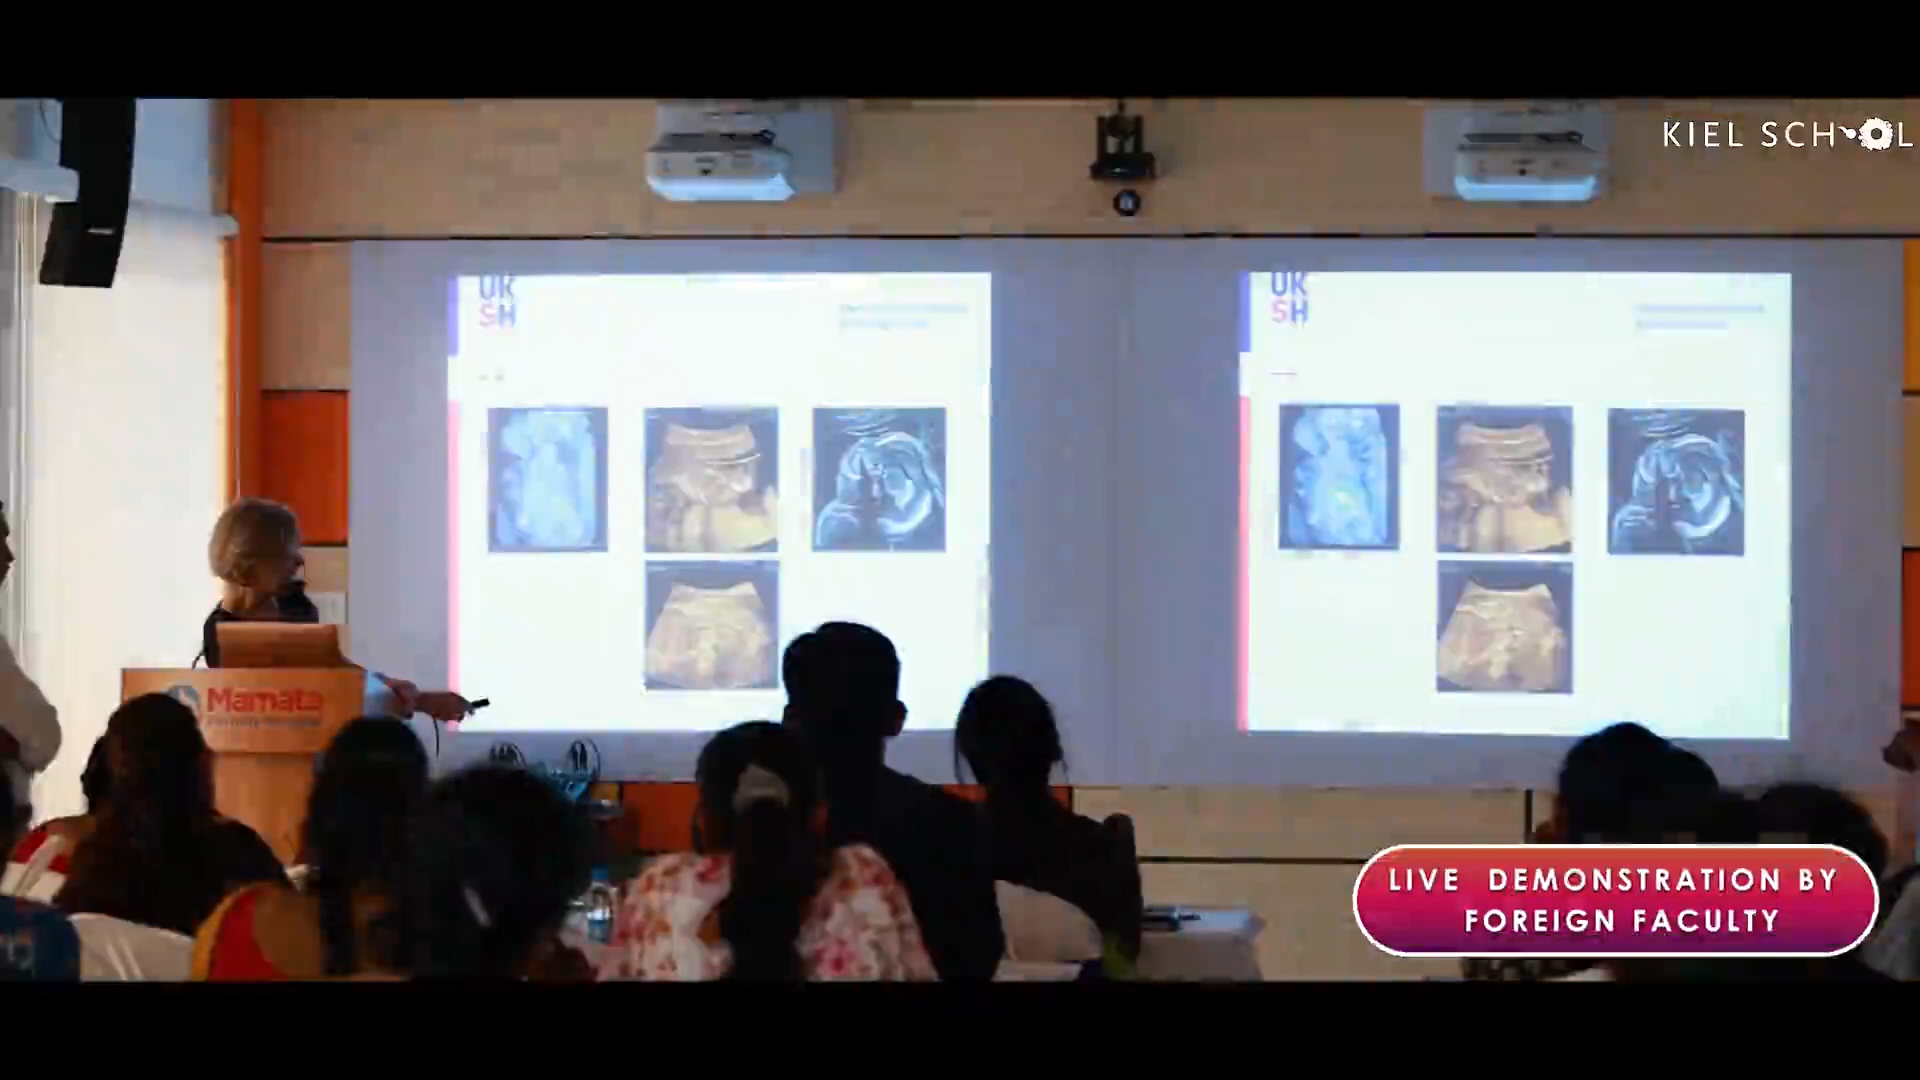 KIEL SCHOOL
UK
SH
UK
SH
Mamata
LIVE DEMONSTRATION BY
FOREIGN FACULTY